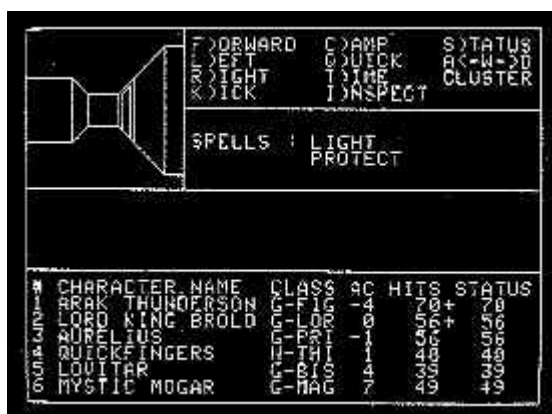 F)ORWARD C)AMP S)TATUS
L)EFT Q)UICK A<-W->D
R)IGHT T)IME CLUSTER
K)ICK I)NSPECT
SPELLS : LIGHT
PROTECT
# CHARACTER NAME CLASS AC HITS STATUS
1 ARAK THUNDERSON G-FIG -4 70+ 70
2 LORD KING BROLD G-LOR 0 56+ 56
3 AURELIUS G-PRI -1 56 56
4 QUICKFINGERS N-THI 1 40 40
5 LOVITAR G-BIS 4 39 39
6 MYSTIC MOGAR G-MAG 7 49 49